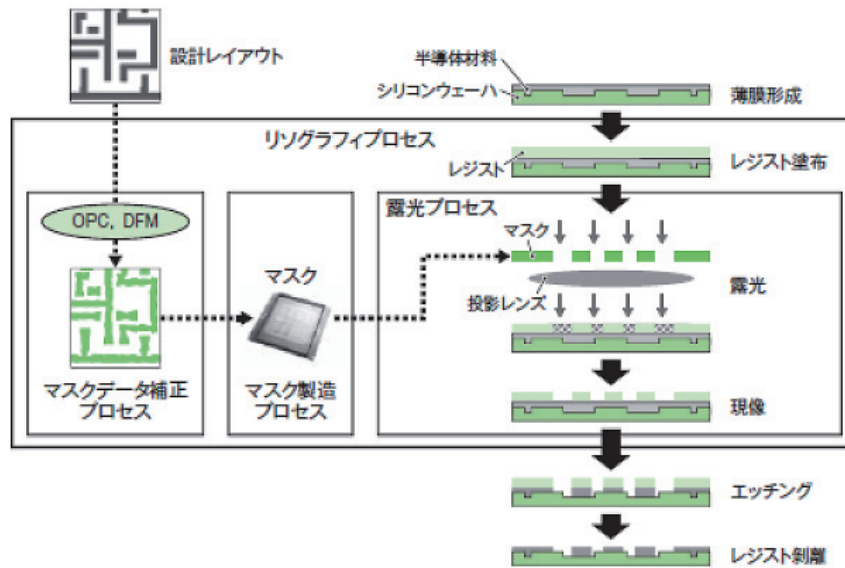 設計レイアウト
半導体材料
シリコンウェーハ
薄膜形成
リソグラフィプロセス
レジスト
レジスト塗布
OPC, DFM
マスクデータ補正
プロセス
マスク
マスク製造
プロセス
露光プロセス
マスク
投影レンズ
露光
現像
エッチング
レジスト剝離